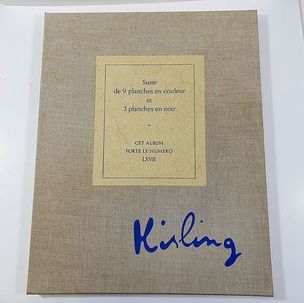 Suite
de 9 planches en couleur
et
3 planches en noir
.
CET ALBUM
PORTE LE NUMERO
LXVII
Kisling